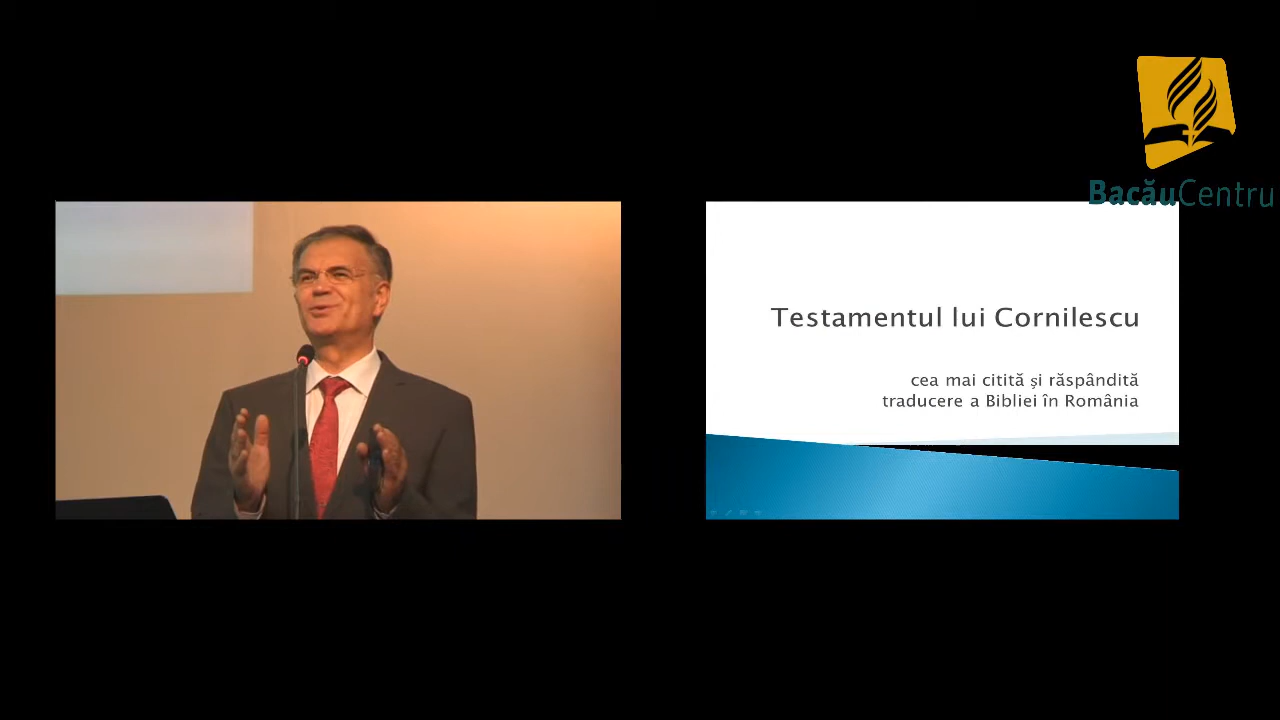 BacăuCentru
Testamentul lui Cornilescu
cea mai citită și răspândită
traducere a Bibliei în România